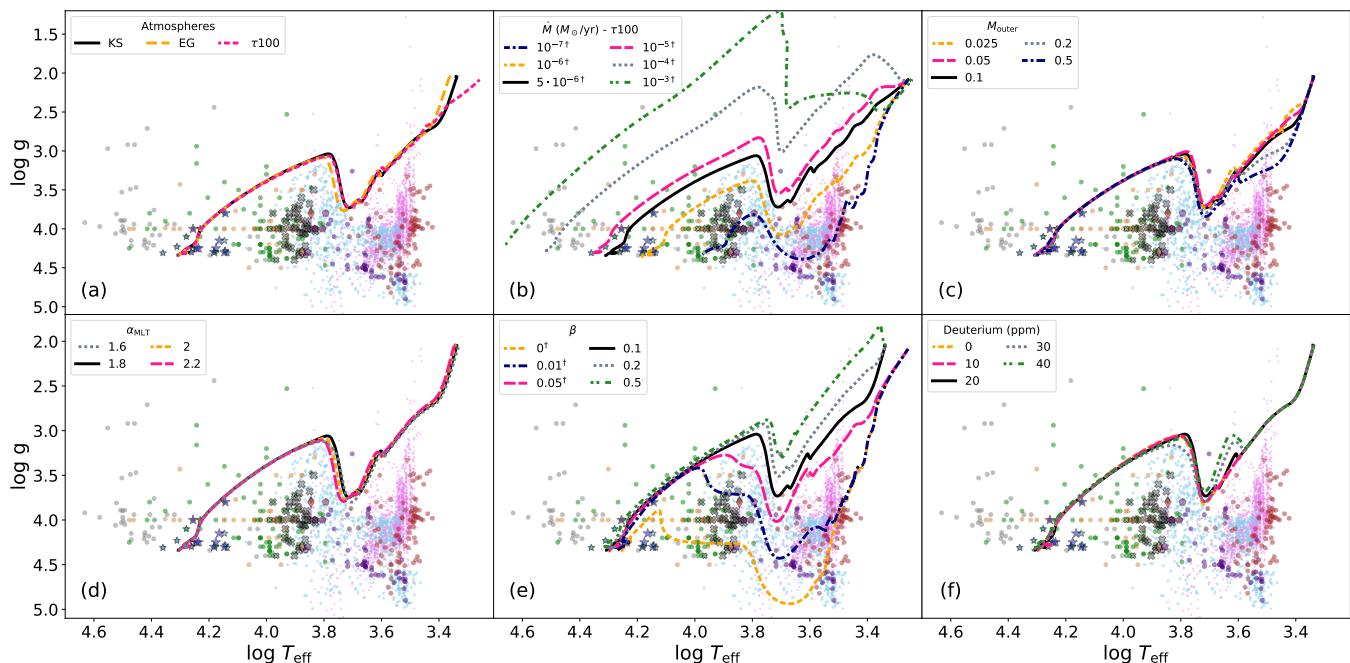 Atmospheres
KS EG τ100
Ṁ (M⊙/yr) - τ100
10⁻⁷† 10⁻⁵†
10⁻⁶† 10⁻⁴†
5·10⁻⁶† 10⁻³†
M_outer
0.025 0.2
0.05 0.5
0.1
1.5
2.0
2.5
3.0
3.5
4.0
4.5
5.0
log g
(a)
(b)
(c)
α_MLT
1.6 2
1.8 2.2
β
0† 0.1
0.01† 0.2
0.05† 0.5
Deuterium (ppm)
0 30
10 40
20
2.0
2.5
3.0
3.5
4.0
4.5
5.0
log g
(d)
(e)
(f)
4.6 4.4 4.2 4.0 3.8 3.6 3.4
4.6 4.4 4.2 4.0 3.8 3.6 3.4
4.6 4.4 4.2 4.0 3.8 3.6 3.4
log T_eff
log T_eff
log T_eff